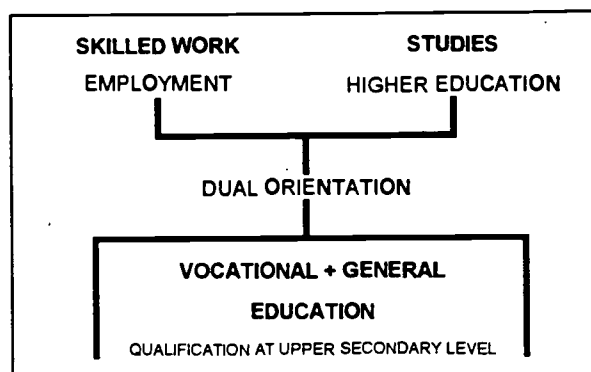 SKILLED WORK
EMPLOYMENT
STUDIES
HIGHER EDUCATION
DUAL ORIENTATION
VOCATIONAL + GENERAL
EDUCATION
QUALIFICATION AT UPPER SECONDARY LEVEL